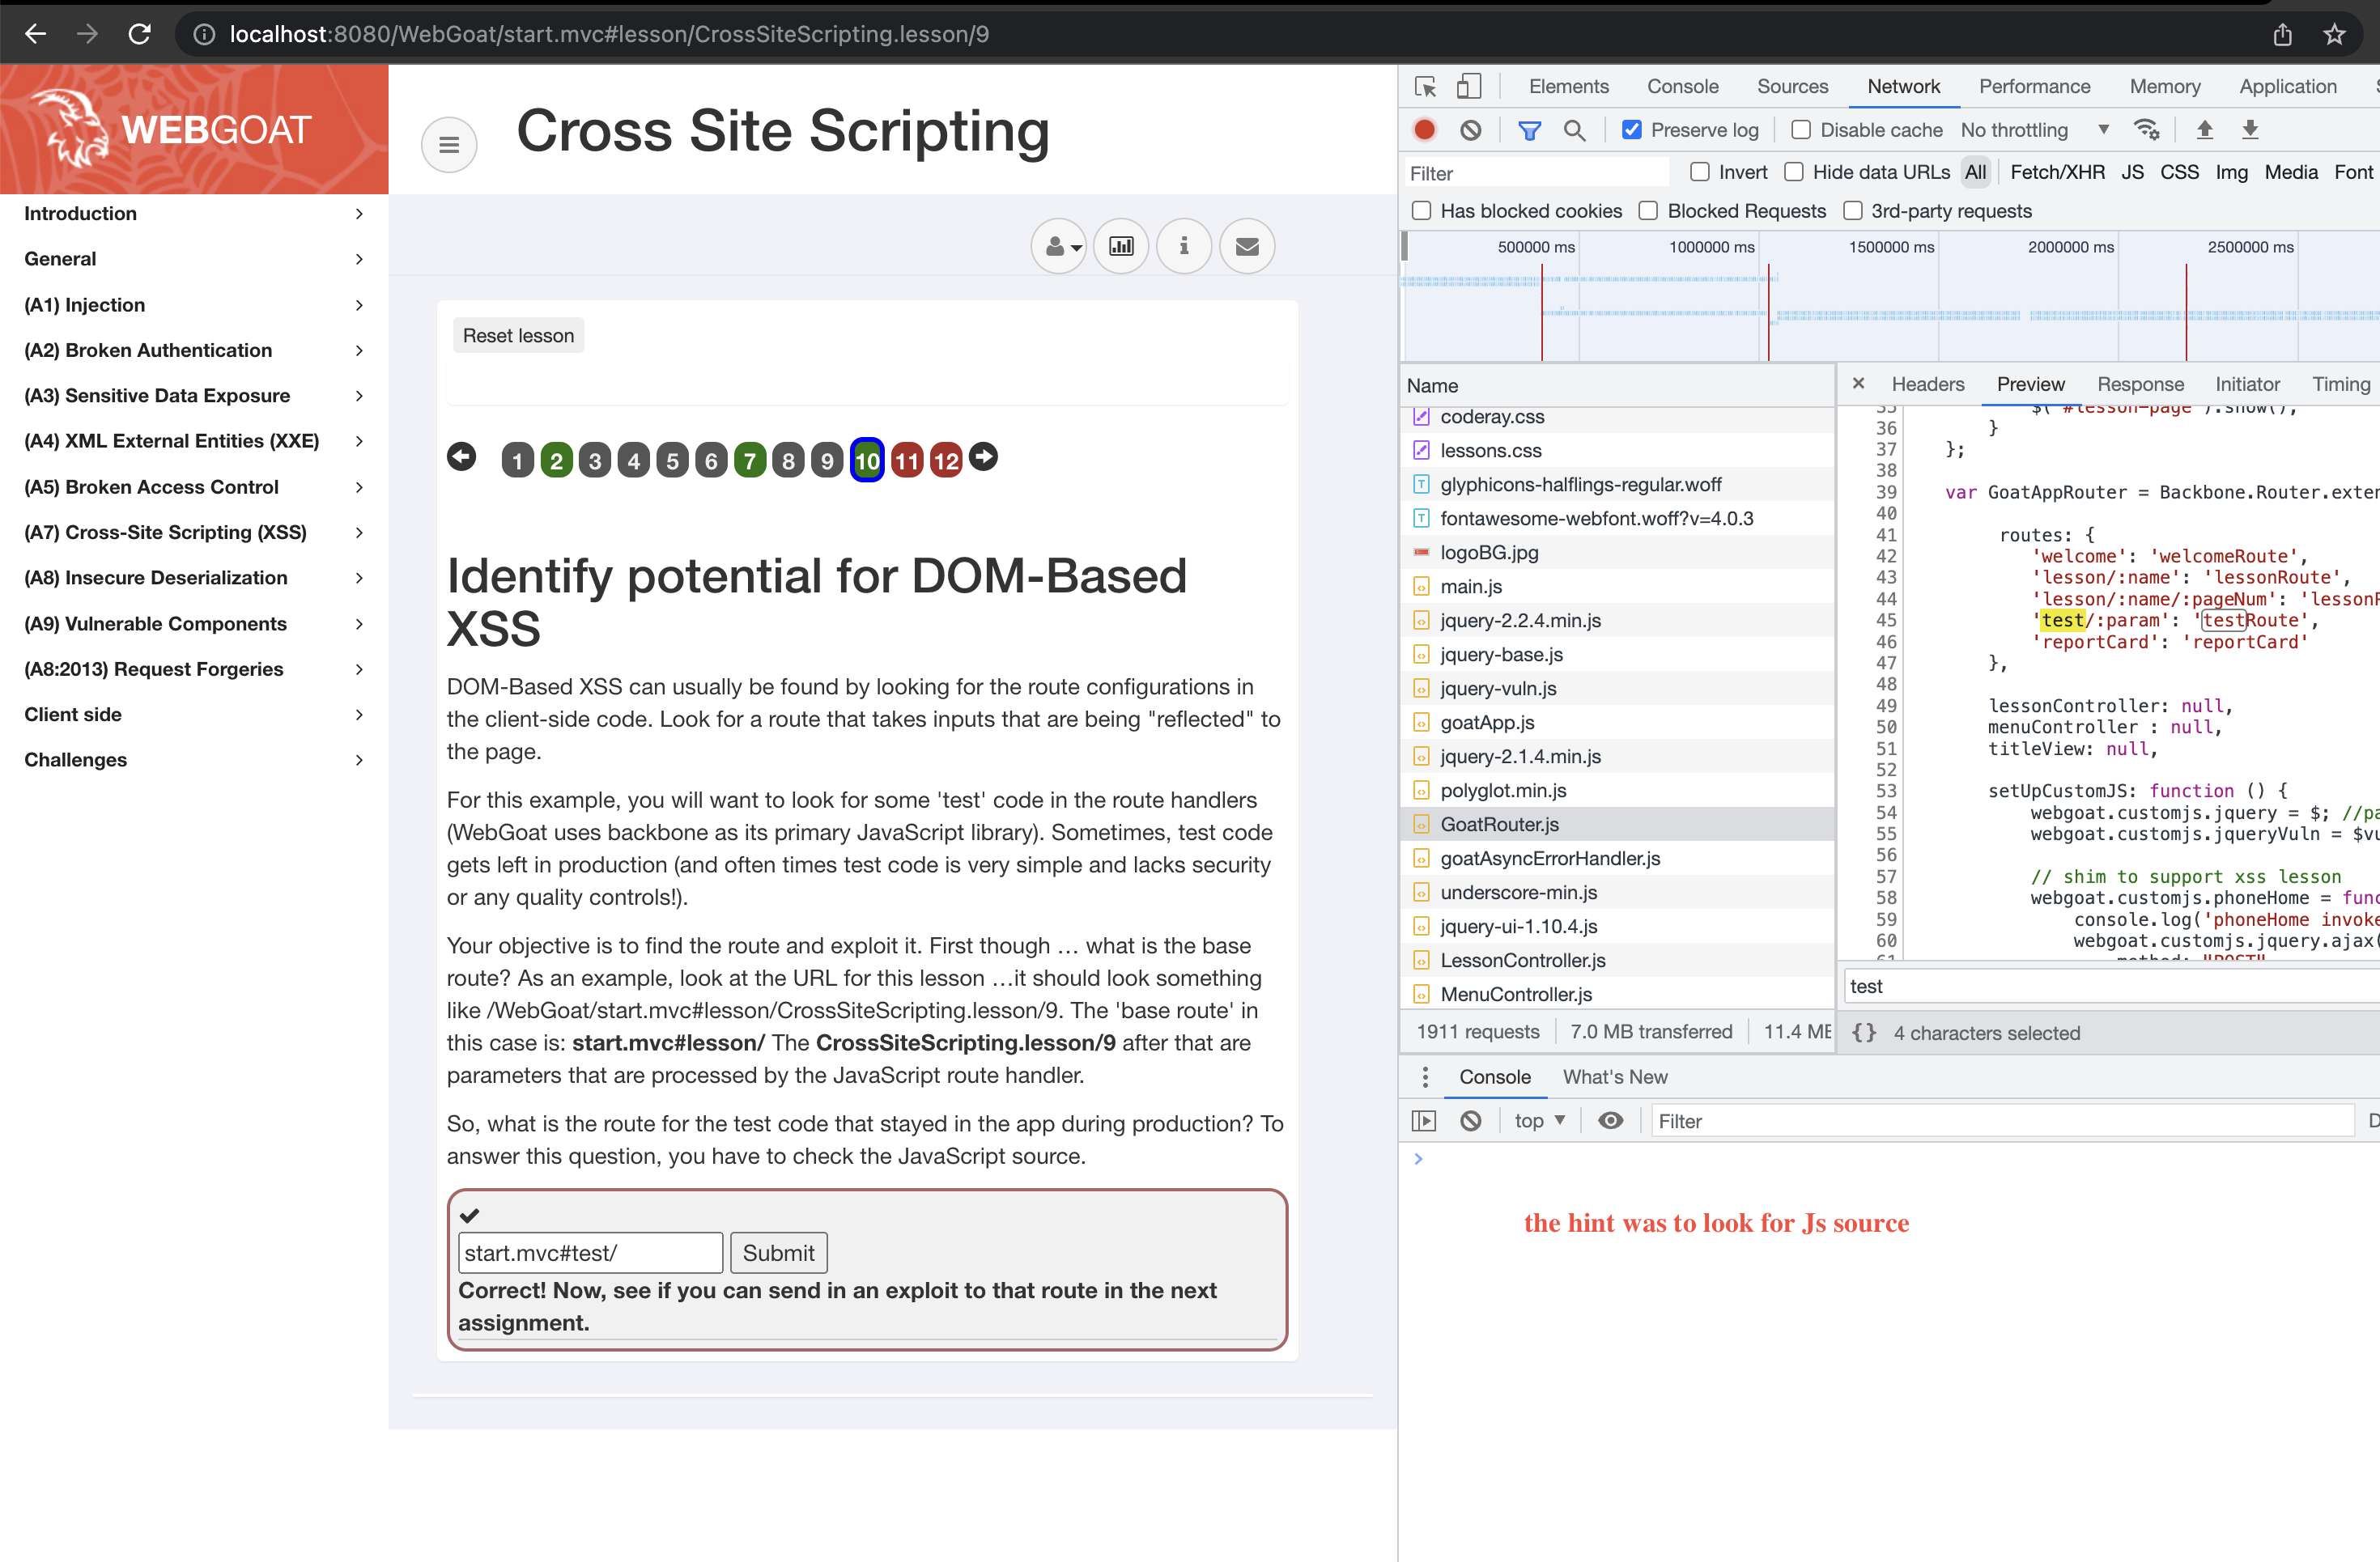 localhost:8080/WebGoat/start.mvc#lesson/CrossSiteScripting.lesson/9
WEBGOAT
Introduction
General
(A1) Injection
(A2) Broken Authentication
(A3) Sensitive Data Exposure
(A4) XML External Entities (XXE)
(A5) Broken Access Control
(A7) Cross-Site Scripting (XSS)
(A8) Insecure Deserialization
(A9) Vulnerable Components
(A8:2013) Request Forgeries
Client side
Challenges
Cross Site Scripting
Reset lesson
1 2 3 4 5 6 7 8 9 10 11 12
Identify potential for DOM-Based
XSS
DOM-Based XSS can usually be found by looking for the route configurations in
the client-side code. Look for a route that takes inputs that are being "reflected" to
the page.
For this example, you will want to look for some 'test' code in the route handlers
(WebGoat uses backbone as its primary JavaScript library). Sometimes, test code
gets left in production (and often times test code is very simple and lacks security
or any quality controls!).
Your objective is to find the route and exploit it. First though … what is the base
route? As an example, look at the URL for this lesson …it should look something
like /WebGoat/start.mvc#lesson/CrossSiteScripting.lesson/9. The 'base route' in
this case is: start.mvc#lesson/ The CrossSiteScripting.lesson/9 after that are
parameters that are processed by the JavaScript route handler.
So, what is the route for the test code that stayed in the app during production? To
answer this question, you have to check the JavaScript source.
start.mvc#test/ Submit
Correct! Now, see if you can send in an exploit to that route in the next
assignment.
Elements Console Sources Network Performance Memory Application
Preserve log Disable cache No throttling
Filter Invert Hide data URLs All Fetch/XHR JS CSS Img Media Font
Has blocked cookies Blocked Requests 3rd-party requests
500000 ms 1000000 ms 1500000 ms 2000000 ms 2500000 ms
Name
coderay.css
lessons.css
glyphicons-halflings-regular.woff
fontawesome-webfont.woff?v=4.0.3
logoBG.jpg
main.js
jquery-2.2.4.min.js
jquery-base.js
jquery-vuln.js
goatApp.js
jquery-2.1.4.min.js
polyglot.min.js
GoatRouter.js
goatAsyncErrorHandler.js
underscore-min.js
jquery-ui-1.10.4.js
LessonController.js
MenuController.js
1911 requests 7.0 MB transferred 11.4 ME
× Headers Preview Response Initiator Timing
35 $('#lesson-page').show();
36 }
37 };
38
39 var GoatAppRouter = Backbone.Router.exter
40
41 routes: {
42 'welcome': 'welcomeRoute',
43 'lesson/:name': 'lessonRoute',
44 'lesson/:name/:pageNum': 'lessonR
45 'test/:param': 'testRoute',
46 'reportCard': 'reportCard'
47 },
48
49 lessonController: null,
50 menuController : null,
51 titleView: null,
52
53 setUpCustomJS: function () {
54 webgoat.customjs.jquery = $; //pa
55 webgoat.customjs.jqueryVuln = $vu
56
57 // shim to support xss lesson
58 webgoat.customjs.phoneHome = func
59 console.log('phoneHome invoke
60 webgoat.customjs.jquery.ajax(
61 method: "POST"
test
{} 4 characters selected
Console What's New
top Filter D
the hint was to look for Js source